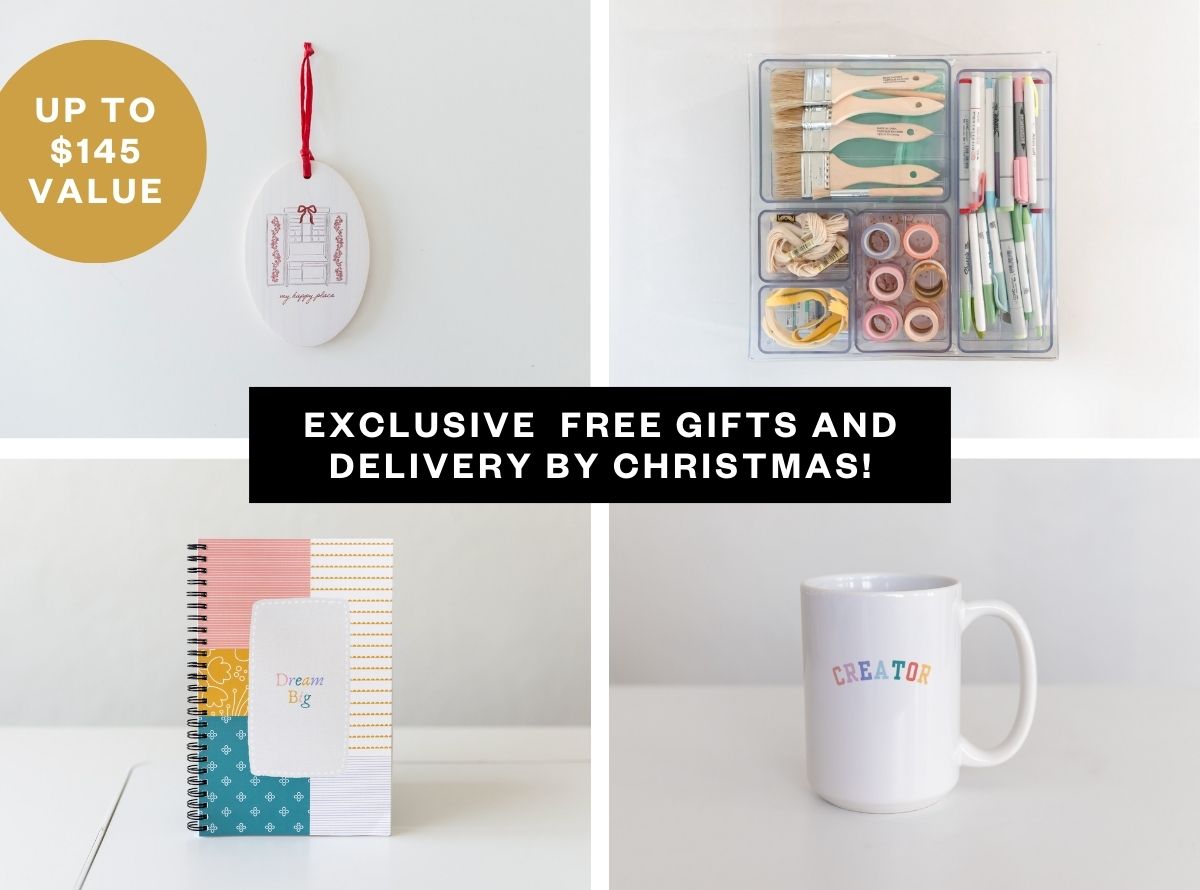 UP TO
$145
VALUE
my happy place
EXCLUSIVE FREE GIFTS AND
DELIVERY BY CHRISTMAS!
Dream
Big
CREATOR